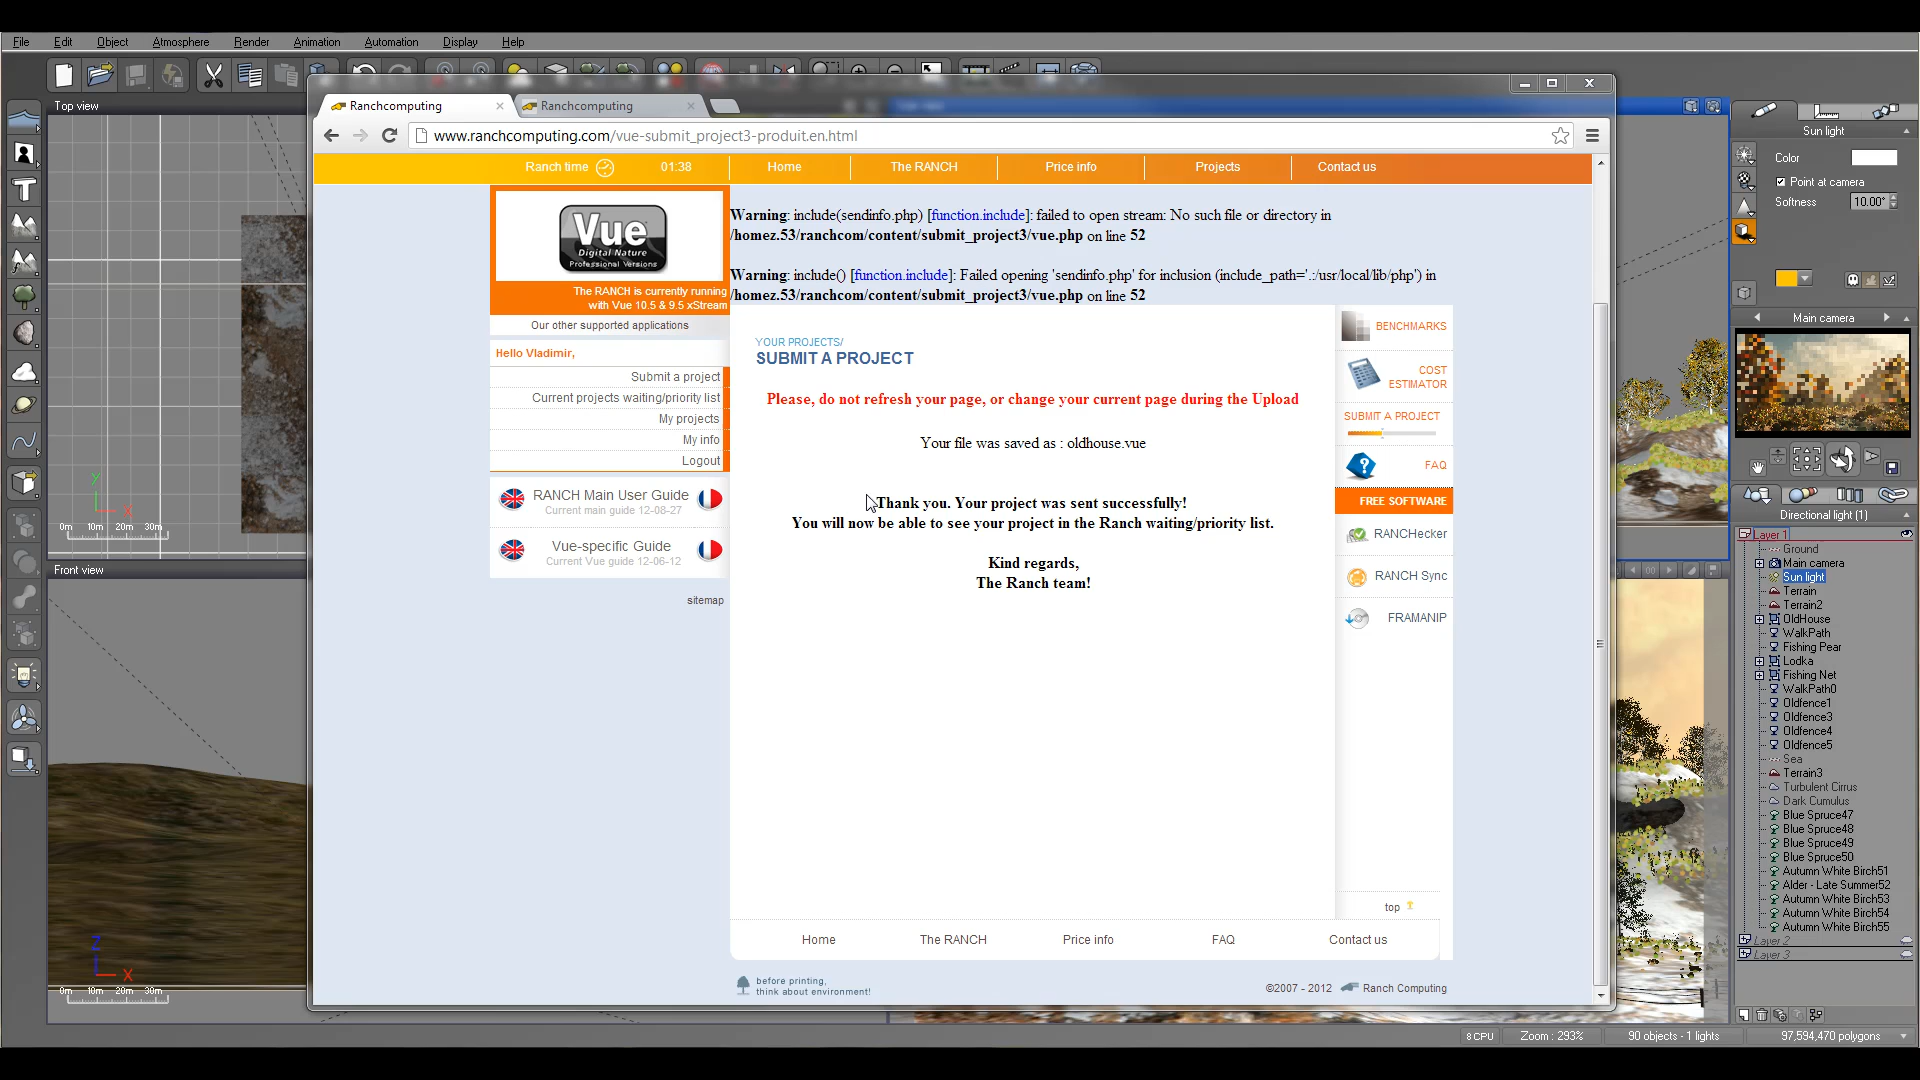 File Edit Object Atmosphere Render Animation Automation Display Help
Top view
Ranchcomputing
Ranchcomputing
www.ranchcomputing.com/vue-submit_project3-produit.en.html
Ranch time 01:38 Home The RANCH Price info Projects Contact us
Vue
Digital Nature
Professional Versions
The RANCH is currently running
with Vue 10.5 & 9.5 xStream
Our other supported applications
Hello Vladimir,
Submit a project
Current projects waiting/priority list
My projects
My info
Logout
RANCH Main User Guide
Current main guide 12-08-27
Vue-specific Guide
Current Vue guide 12-06-12
sitemap
Warning: include(sendinfo.php) [function.include]: failed to open stream: No such file or directory in
/homez.53/ranchcom/content/submit_project3/vue.php on line 52
Warning: include() [function.include]: Failed opening 'sendinfo.php' for inclusion (include_path='.:/usr/local/lib/php') in
/homez.53/ranchcom/content/submit_project3/vue.php on line 52
YOUR PROJECTS/
SUBMIT A PROJECT
Please, do not refresh your page, or change your current page during the Upload
Your file was saved as : oldhouse.vue
Thank you. Your project was sent successfully!
You will now be able to see your project in the Ranch waiting/priority list.
Kind regards,
The Ranch team!
BENCHMARKS
COST
ESTIMATOR
SUBMIT A PROJECT
FAQ
FREE SOFTWARE
RANCHecker
RANCH Sync
FRAMANIP
top
Home The RANCH Price info FAQ Contact us
before printing,
think about environment!
©2007 - 2012 Ranch Computing
y
x
0m 10m 20m 30m
Front view
Z
X
0m 10m 20m 30m
Sun light
Color
Point at camera
Softness 10.00°
Main camera
Directional light (1)
Layer 1
Ground
Main camera
Sun light
Terrain
Terrain2
OldHouse
WalkPath
Fishing Pear
Lodka
Fishing Net
WalkPath0
Oldfence1
Oldfence3
Oldfence4
Oldfence5
Sea
Terrain3
Turbulent Cirrus
Dark Cumulus
Blue Spruce47
Blue Spruce48
Blue Spruce49
Blue Spruce50
Autumn White Birch51
Alder - Late Summer52
Autumn White Birch53
Autumn White Birch54
Autumn White Birch55
Layer 2
Layer 3
8 CPU Zoom : 293% 90 objects - 1 lights 97,594,470 polygons